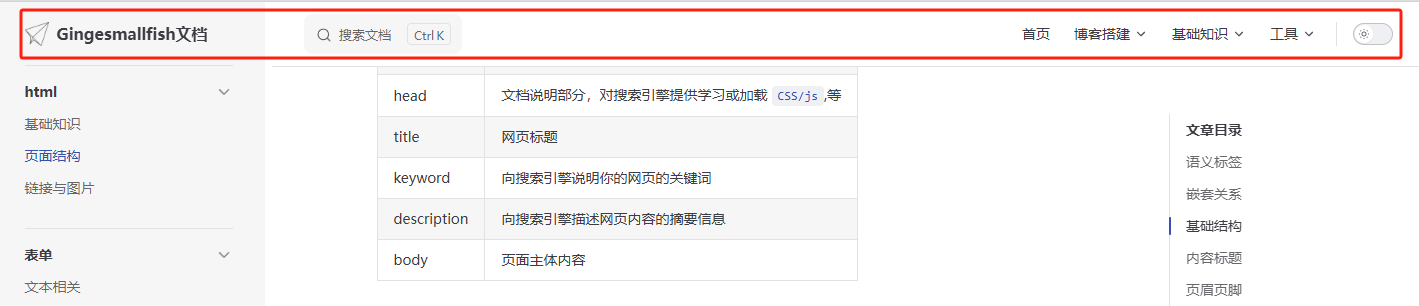 Gingesmallfish文档
搜索文档 Ctrl K
首页 博客搭建 基础知识 工具
html
基础知识
页面结构
链接与图片
表单
文本相关
head 文档说明部分，对搜索引擎提供学习或加载 CSS/js ,等
title 网页标题
keyword 向搜索引擎说明你的网页的关键词
description 向搜索引擎描述网页内容的摘要信息
body 页面主体内容
文章目录
语义标签
嵌套关系
基础结构
内容标题
页眉页脚